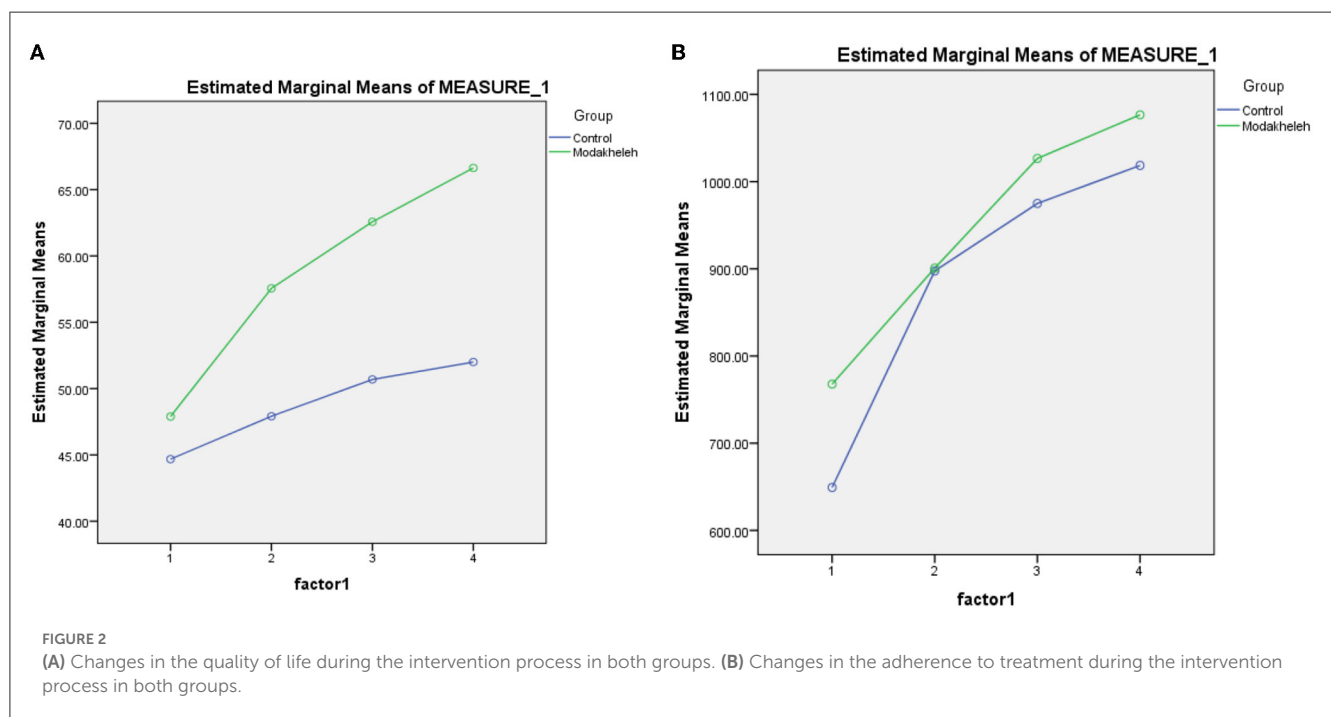 A
Estimated Marginal Means of MEASURE_1
Group
Control
Modakheleh
Estimated Marginal Means
70.00
65.00
60.00
55.00
50.00
45.00
40.00
1 2 3 4
factor1
B
Estimated Marginal Means of MEASURE_1
Group
Control
Modakheleh
Estimated Marginal Means
1100.00
1000.00
900.00
800.00
700.00
600.00
1 2 3 4
factor1
FIGURE 2
(A) Changes in the quality of life during the intervention process in both groups. (B) Changes in the adherence to treatment during the intervention
process in both groups.